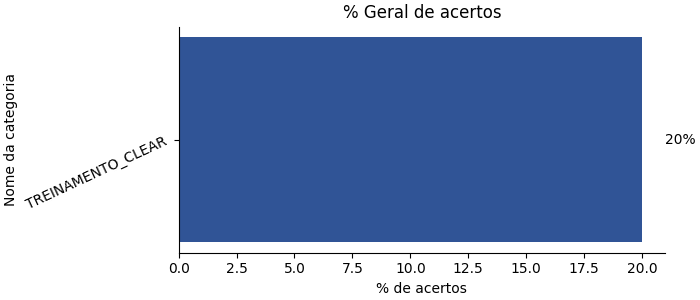 % Geral de acertos
Nome da categoria
TREINAMENTO_CLEAR
20%
0.0 2.5 5.0 7.5 10.0 12.5 15.0 17.5 20.0
% de acertos